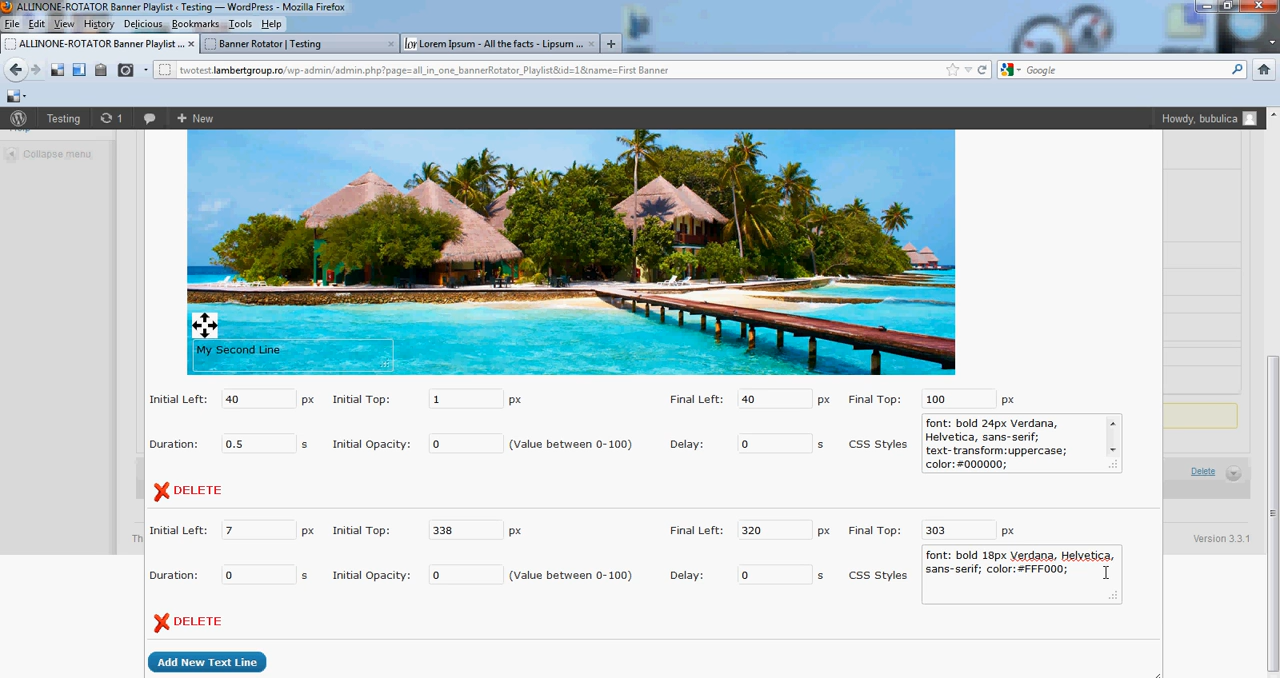 ALLINONE-ROTATOR Banner Playlist ‹ Testing — WordPress - Mozilla Firefox
File Edit View History Delicious Bookmarks Tools Help
ALLINONE-ROTATOR Banner Playlist ... × Banner Rotator | Testing × Lorem Ipsum - All the facts - Lipsum ... × +
twotest.lambertgroup.ro/wp-admin/admin.php?page=all_in_one_bannerRotator_Playlist&id=1&name=First Banner Google
Testing 1 + New Howdy, bubulica
Collapse menu
My Second Line
Initial Left: 40 px Initial Top: 1 px Final Left: 40 px Final Top: 100 px
Duration: 0.5 s Initial Opacity: 0 (Value between 0-100) Delay: 0 s CSS Styles
font: bold 24px Verdana,
Helvetica, sans-serif;
text-transform:uppercase;
color:#000000;
Delete
DELETE
Initial Left: 7 px Initial Top: 338 px Final Left: 320 px Final Top: 303 px
Th
Version 3.3.1
Duration: 0 s Initial Opacity: 0 (Value between 0-100) Delay: 0 s CSS Styles
font: bold 18px Verdana, Helvetica,
sans-serif; color:#FFF000;
DELETE
Add New Text Line